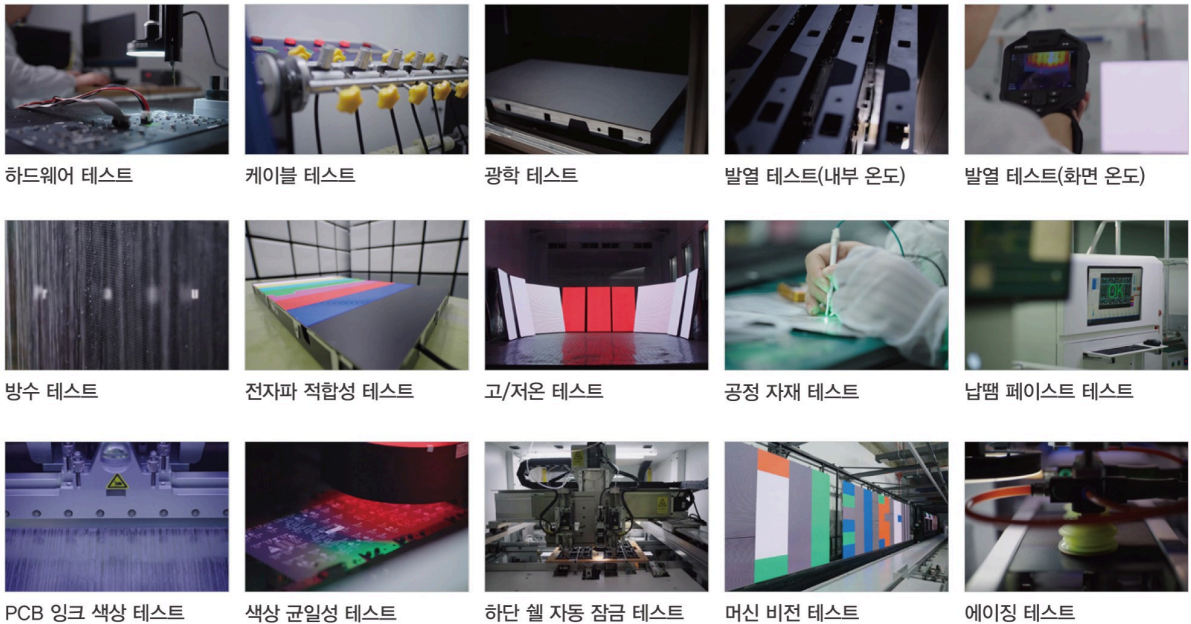 하드웨어 테스트
케이블 테스트
광학 테스트
발열 테스트(내부 온도)
발열 테스트(화면 온도)
방수 테스트
전자파 적합성 테스트
고/저온 테스트
공정 자재 테스트
OK
납땜 페이스트 테스트
PCB 잉크 색상 테스트
색상 균일성 테스트
하단 쉘 자동 잠금 테스트
머신 비전 테스트
에이징 테스트